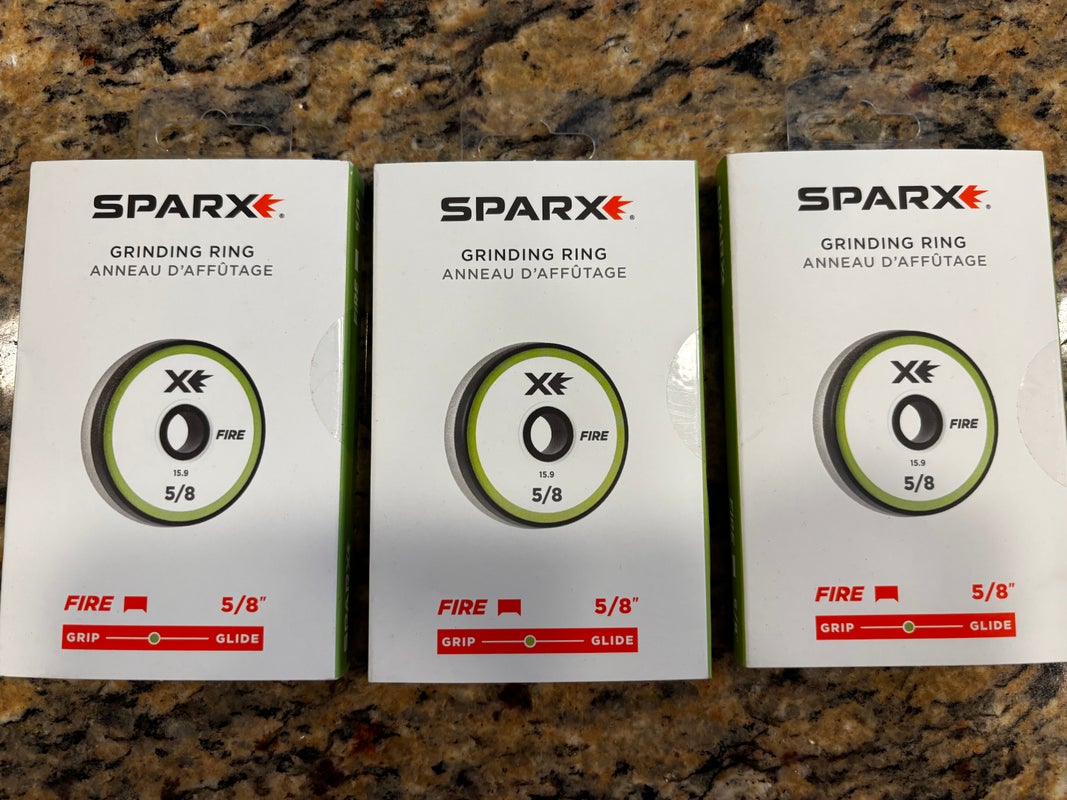 SPARX®
GRINDING RING
ANNEAU D'AFFÛTAGE
FIRE
15.9
5/8
FIRE 5/8"
GRIP GLIDE
SPARX®
GRINDING RING
ANNEAU D'AFFÛTAGE
FIRE
15.9
5/8
FIRE 5/8"
GRIP GLIDE
SPARX®
GRINDING RING
ANNEAU D'AFFÛTAGE
FIRE
15.9
5/8
FIRE 5/8"
GRIP GLIDE